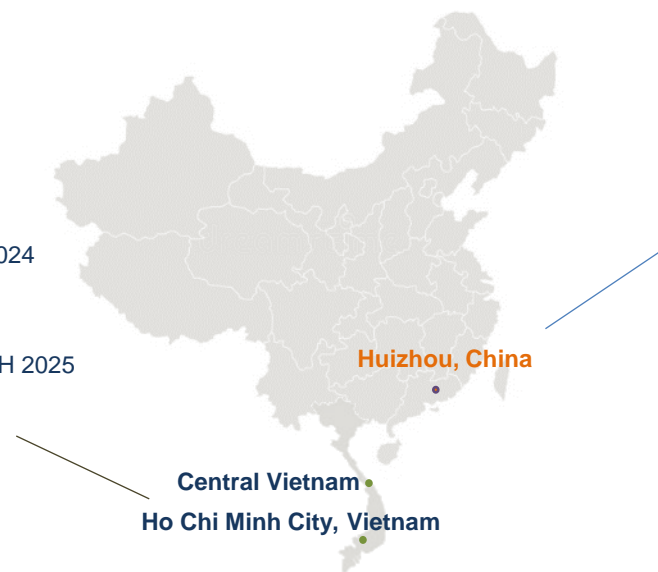 024
H 2025
Huizhou, China
Central Vietnam
Ho Chi Minh City, Vietnam